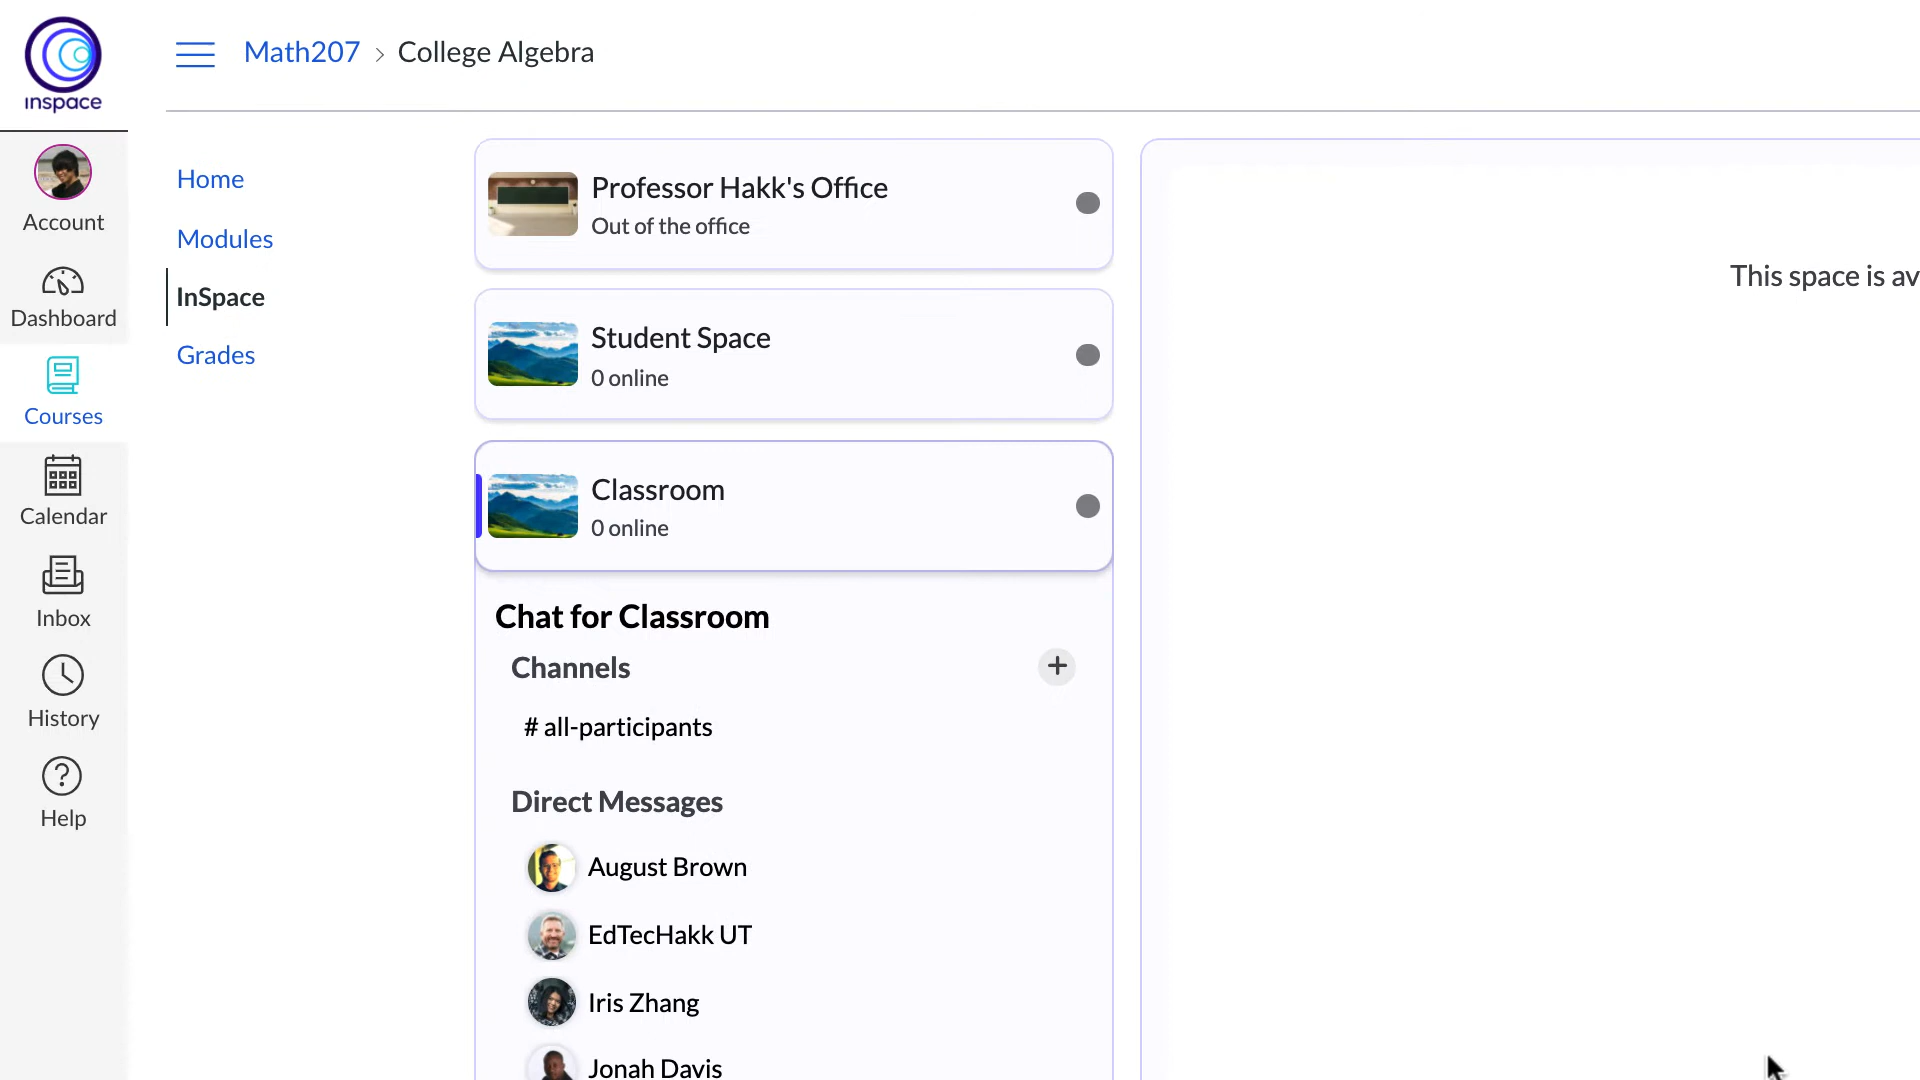 inspace
Math207 > College Algebra
Account
Dashboard
Courses
Calendar
Inbox
History
Help
Home
Modules
InSpace
Grades
Professor Hakk's Office
Out of the office
Student Space
0 online
Classroom
0 online
Chat for Classroom
Channels
+
# all-participants
Direct Messages
August Brown
EdTecHakk UT
Iris Zhang
Jonah Davis
This space is av